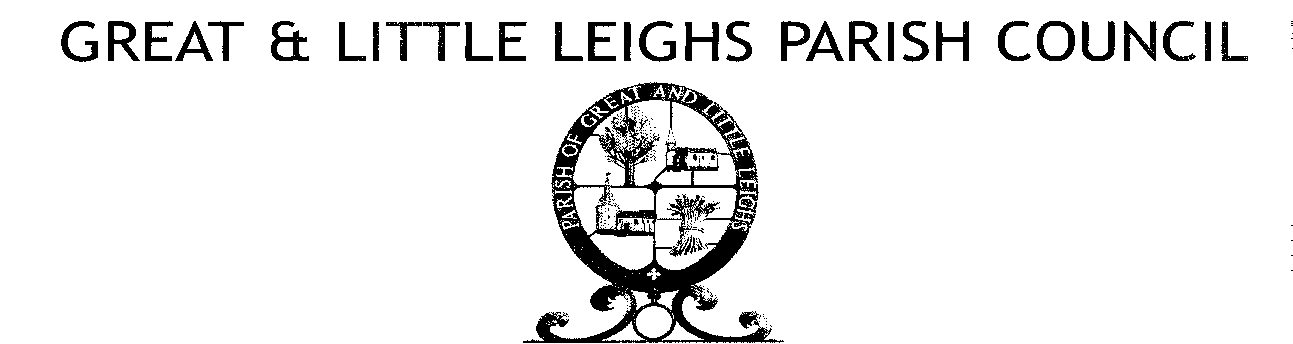 GREAT & LITTLE LEIGHS PARISH COUNCIL
PARISH OF GREAT AND LITTLE LEIGHS